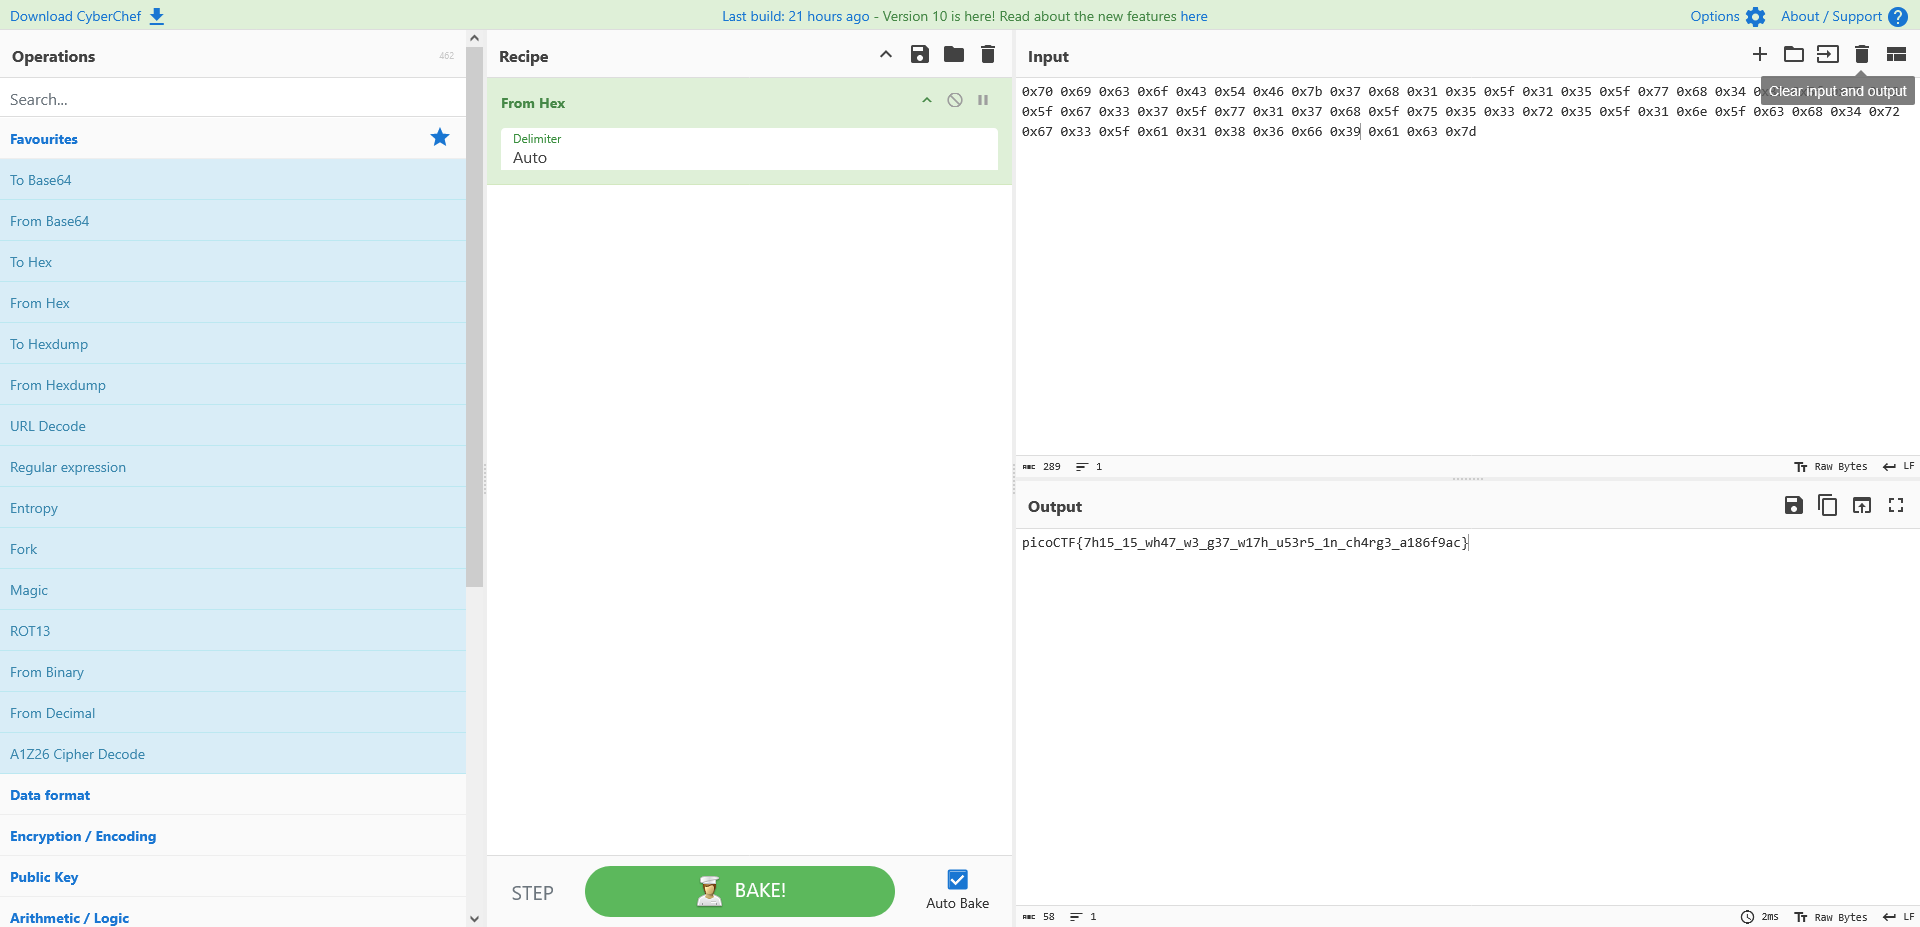 Download CyberChef
Last build: 21 hours ago - Version 10 is here! Read about the new features here
Options
About / Support
Operations
462
Search...
Favourites
To Base64
From Base64
To Hex
From Hex
To Hexdump
From Hexdump
URL Decode
Regular expression
Entropy
Fork
Magic
ROT13
From Binary
From Decimal
A1Z26 Cipher Decode
Data format
Encryption / Encoding
Public Key
Arithmetic / Logic
Recipe
From Hex
Delimiter
Auto
STEP
BAKE!
Auto Bake
Input
Clear input and output
0x70 0x69 0x63 0x6f 0x43 0x54 0x46 0x7b 0x37 0x68 0x31 0x35 0x5f 0x31 0x35 0x5f 0x77 0x68 0x34
0x5f 0x67 0x33 0x37 0x5f 0x77 0x31 0x37 0x68 0x5f 0x75 0x35 0x33 0x72 0x35 0x5f 0x31 0x6e 0x5f 0x63 0x68 0x34 0x72
0x67 0x33 0x5f 0x61 0x31 0x38 0x36 0x66 0x39 0x61 0x63 0x7d
ABC 289 1
Raw Bytes LF
Output
picoCTF{7h15_15_wh47_w3_g37_w17h_u53r5_1n_ch4rg3_a186f9ac}
ABC 58 1
2ms Raw Bytes LF